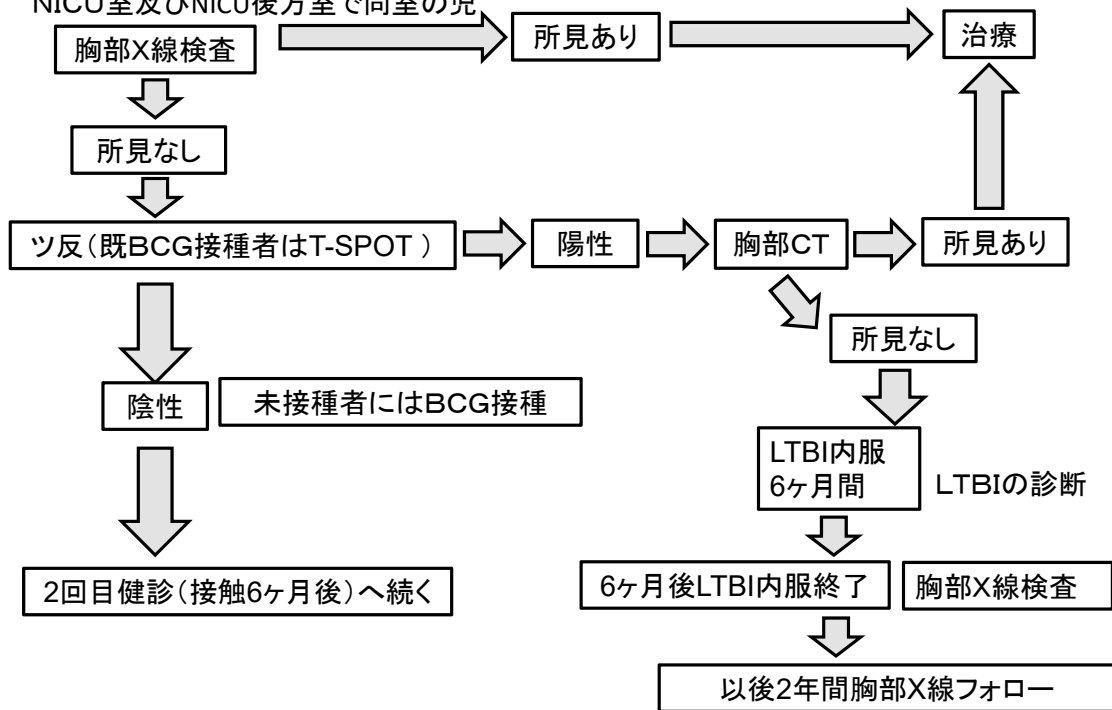 NICU室及びNICU後方室で同室の児
胸部X線検査
所見あり
治療
所見なし
ツ反(既BCG接種者はT-SPOT )
陽性
胸部CT
所見あり
所見なし
陰性
未接種者にはBCG接種
LTBI内服
6ヶ月間
LTBIの診断
2回目健診(接触6ヶ月後)へ続く
6ヶ月後LTBI内服終了
胸部X線検査
以後2年間胸部X線フォロー